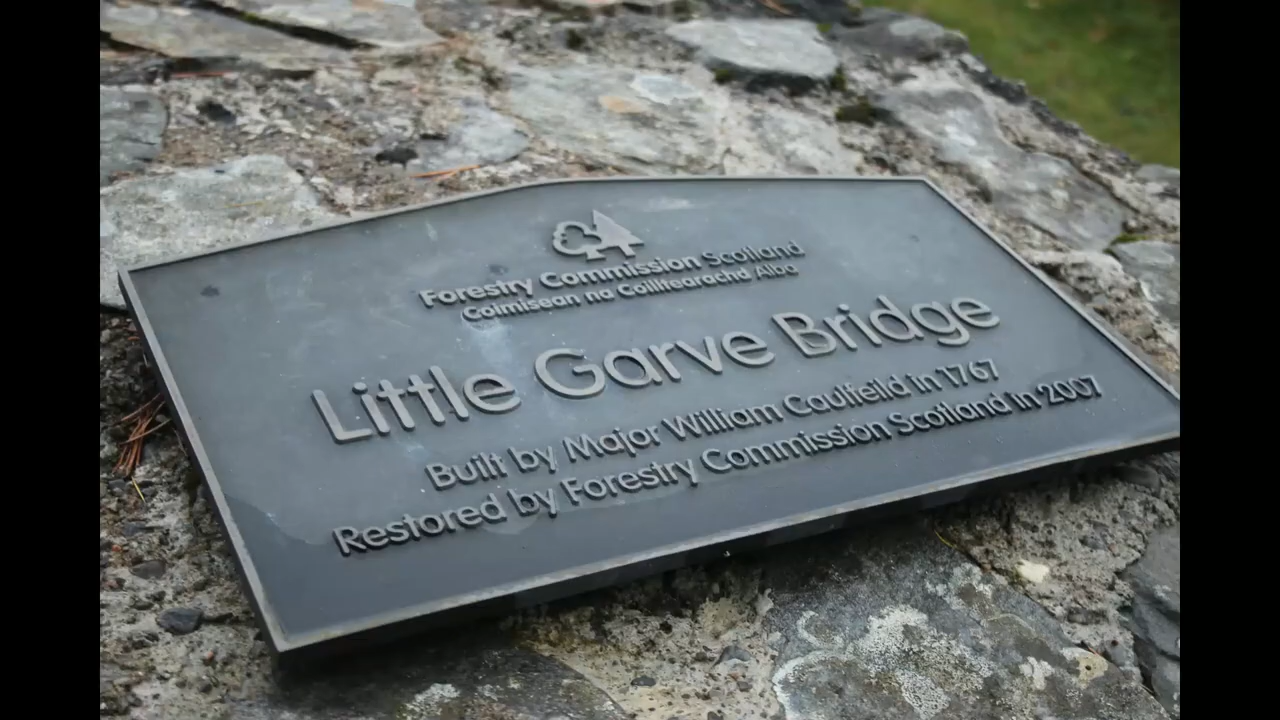 Forestry Commission Scotland
Coimisean na Coilltearachd Alba
Little Garve Bridge
Built by Major William Caulfeild in 1767
Restored by Forestry Commission Scotland in 2007